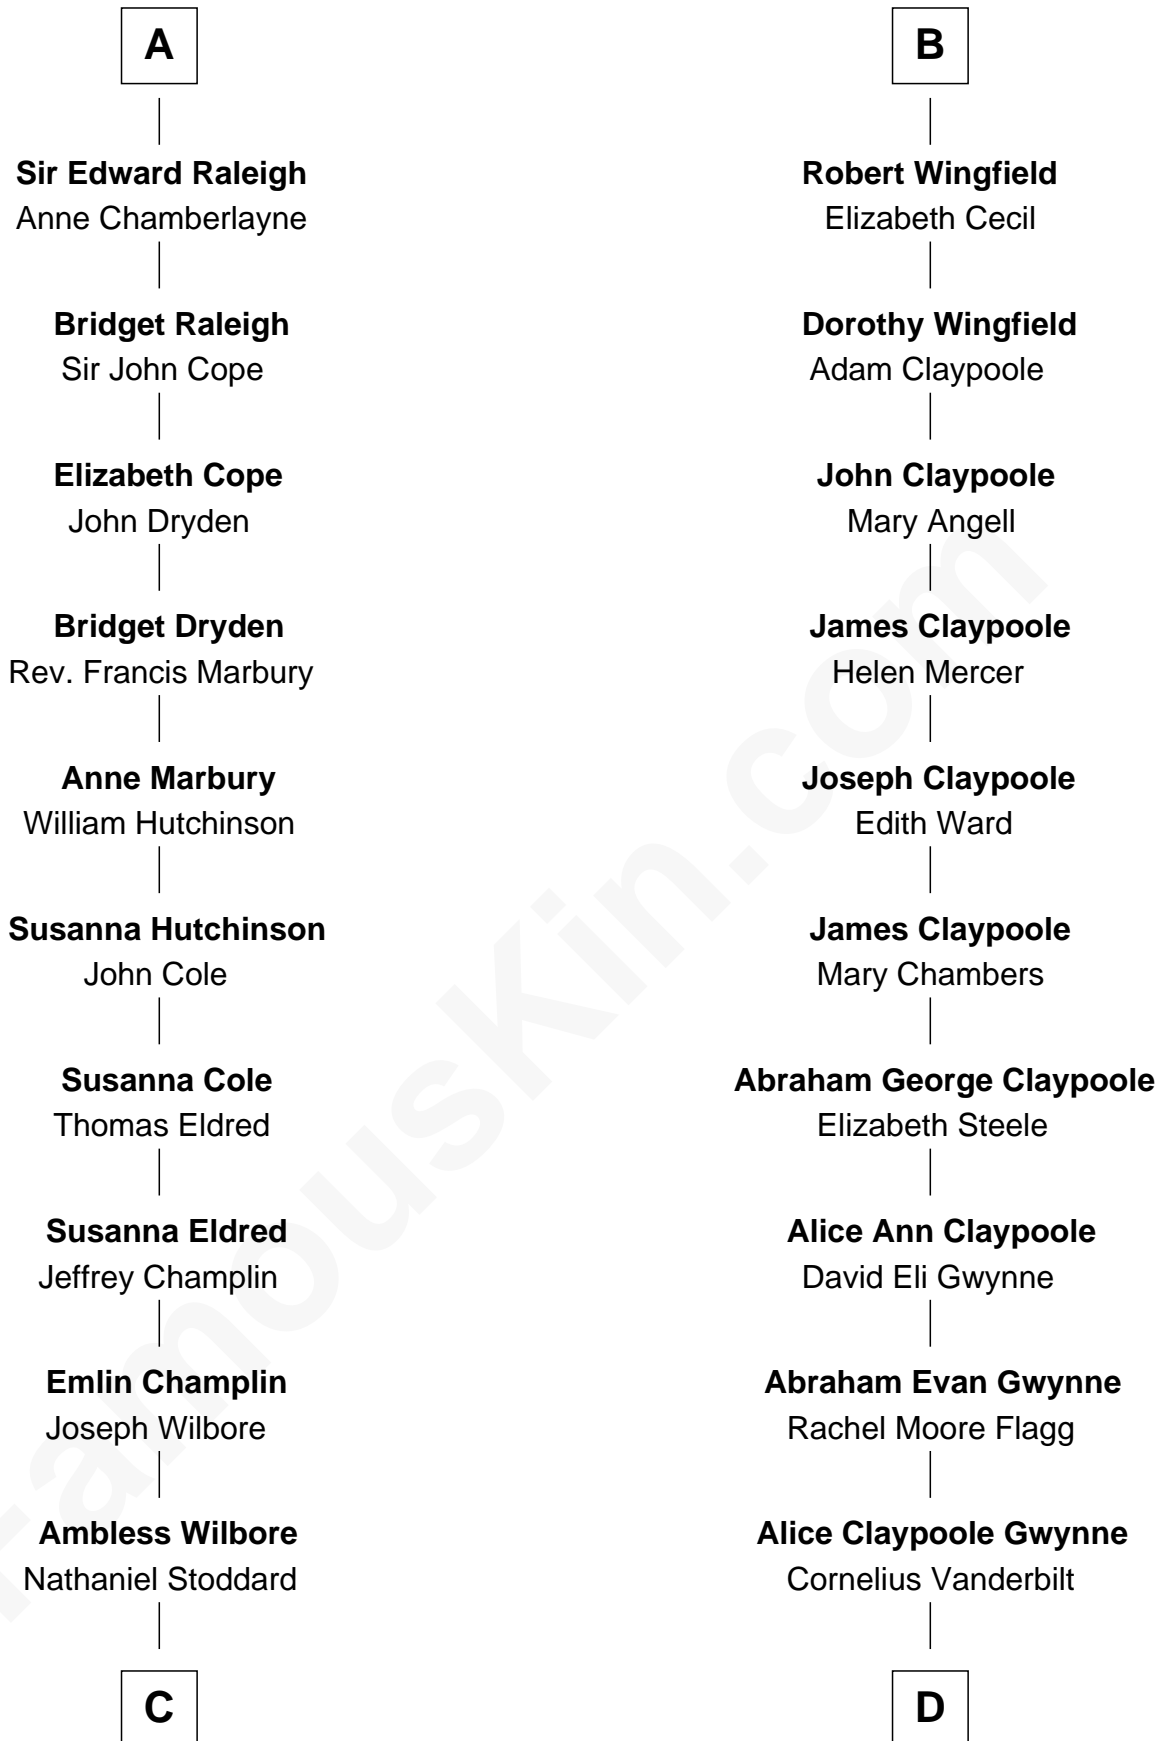 A
Sir Edward Raleigh
Anne Chamberlayne
Bridget Raleigh
Sir John Cope
Elizabeth Cope
John Dryden
Bridget Dryden
Rev. Francis Marbury
Anne Marbury
William Hutchinson
Susanna Hutchinson
John Cole
Susanna Cole
Thomas Eldred
Susanna Eldred
Jeffrey Champlin
Emlin Champlin
Joseph Wilbore
Ambless Wilbore
Nathaniel Stoddard
C
B
Robert Wingfield
Elizabeth Cecil
Dorothy Wingfield
Adam Claypoole
John Claypoole
Mary Angell
James Claypoole
Helen Mercer
Joseph Claypoole
Edith Ward
James Claypoole
Mary Chambers
Abraham George Claypoole
Elizabeth Steele
Alice Ann Claypoole
David Eli Gwynne
Abraham Evan Gwynne
Rachel Moore Flagg
Alice Claypoole Gwynne
Cornelius Vanderbilt
D
FamousKin.com